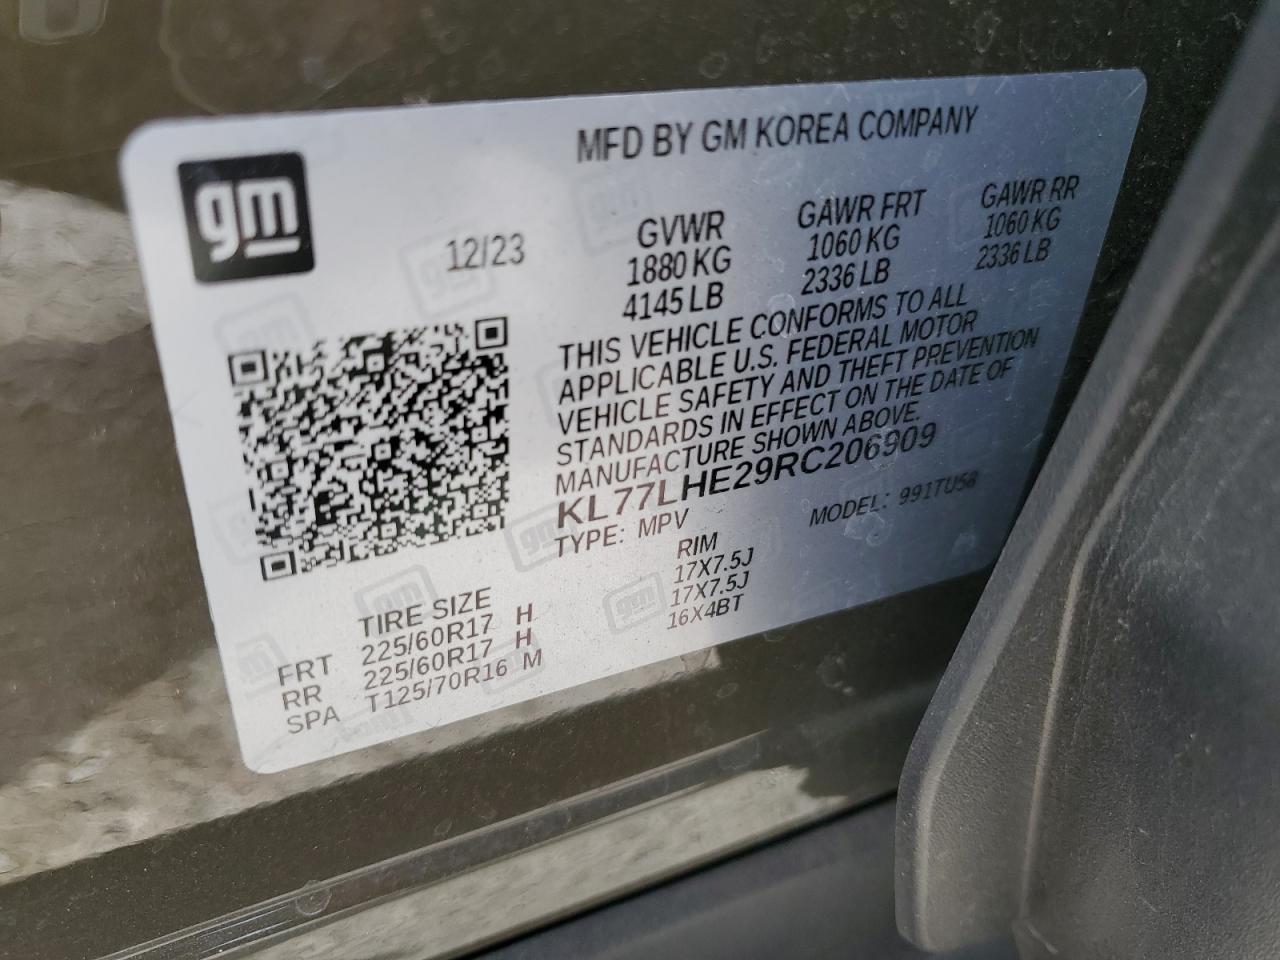 gm
MFD BY GM KOREA COMPANY
12/23
GVWR GAWR FRT GAWR RR
1880 KG 1060 KG 1060 KG
4145 LB 2336 LB 2336 LB
THIS VEHICLE CONFORMS TO ALL
APPLICABLE U.S. FEDERAL MOTOR
VEHICLE SAFETY AND THEFT PREVENTION
STANDARDS IN EFFECT ON THE DATE OF
MANUFACTURE SHOWN ABOVE.
KL77LHE29RC206909
TYPE: MPV MODEL: 991TU58
TIRE SIZE RIM
FRT 225/60R17 H 17X7.5J
RR 225/60R17 H 17X7.5J
SPA T125/70R16 M 16X4BT